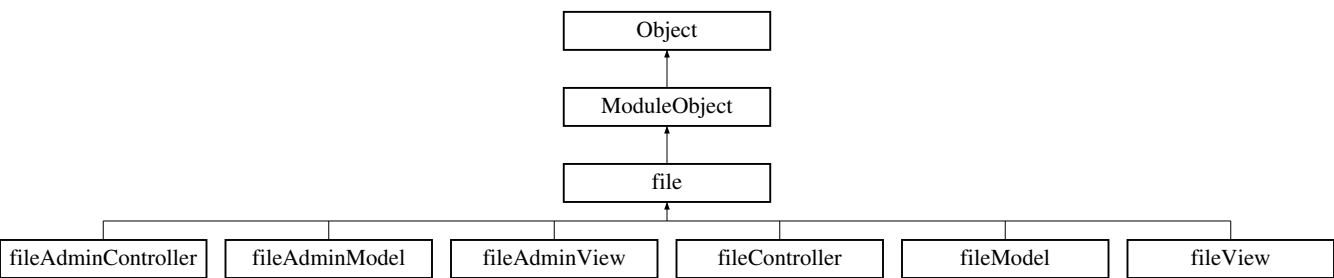 Object
ModuleObject
file
fileAdminController
fileAdminModel
fileAdminView
fileController
fileModel
fileView